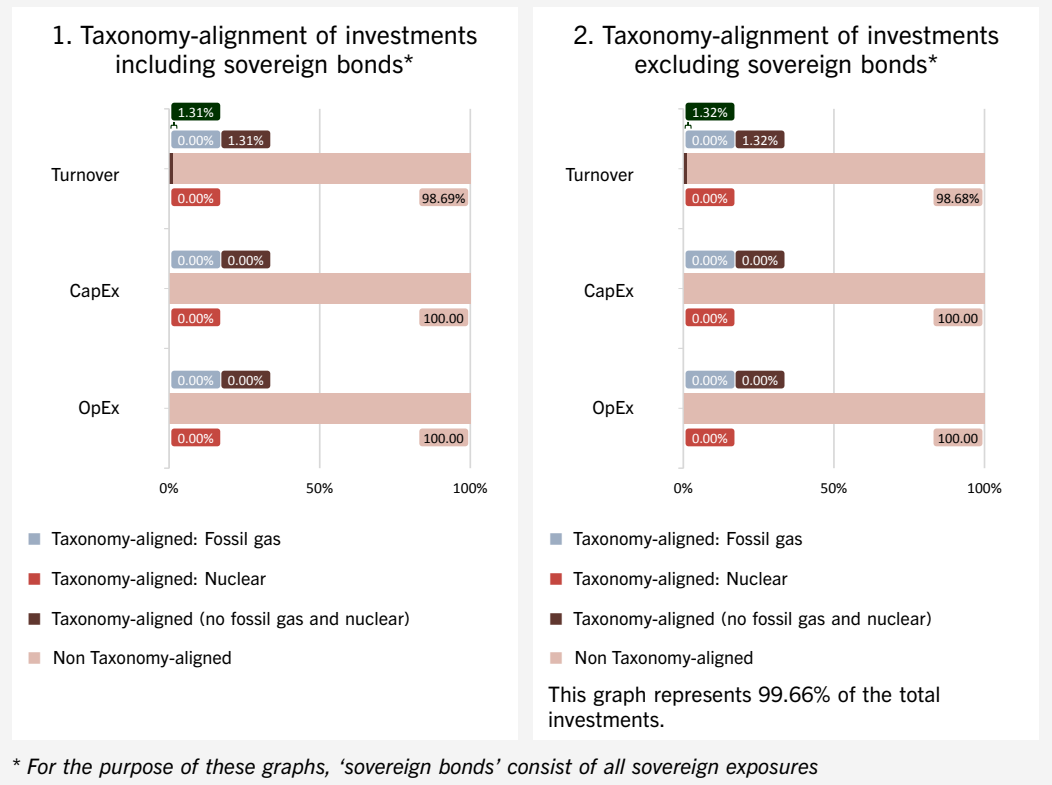 1. Taxonomy-alignment of investments
including sovereign bonds*
1.31%
0.00% 1.31%
Turnover
0.00% 98.69%
0.00% 0.00%
CapEx
0.00% 100.00
0.00% 0.00%
OpEx
0.00% 100.00
0% 50% 100%
Taxonomy-aligned: Fossil gas
Taxonomy-aligned: Nuclear
Taxonomy-aligned (no fossil gas and nuclear)
Non Taxonomy-aligned
2. Taxonomy-alignment of investments
excluding sovereign bonds*
1.32%
0.00% 1.32%
Turnover
0.00% 98.68%
0.00% 0.00%
CapEx
0.00% 100.00
0.00% 0.00%
OpEx
0.00% 100.00
0% 50% 100%
Taxonomy-aligned: Fossil gas
Taxonomy-aligned: Nuclear
Taxonomy-aligned (no fossil gas and nuclear)
Non Taxonomy-aligned
This graph represents 99.66% of the total
investments.
* For the purpose of these graphs, ‘sovereign bonds’ consist of all sovereign exposures